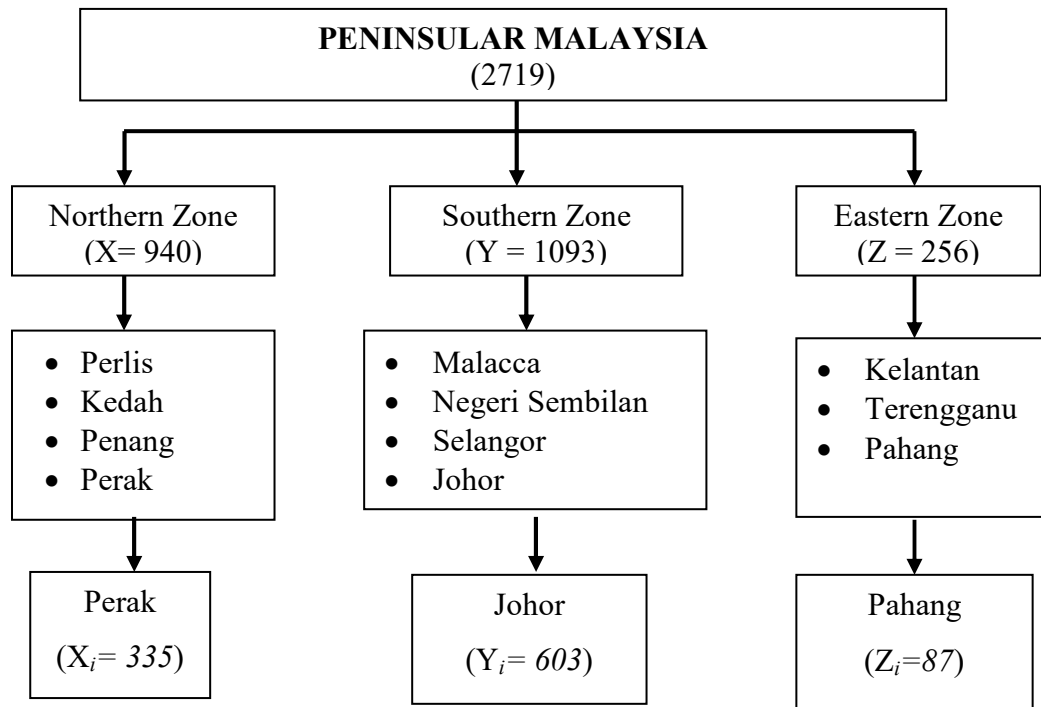 PENINSULAR MALAYSIA
(2719)
Northern Zone
(X= 940)
Southern Zone
(Y = 1093)
Eastern Zone
(Z = 256)
• Perlis
• Kedah
• Penang
• Perak
• Malacca
• Negeri Sembilan
• Selangor
• Johor
• Kelantan
• Terengganu
• Pahang
Perak
(Xi= 335)
Johor
(Yi= 603)
Pahang
(Zi=87)